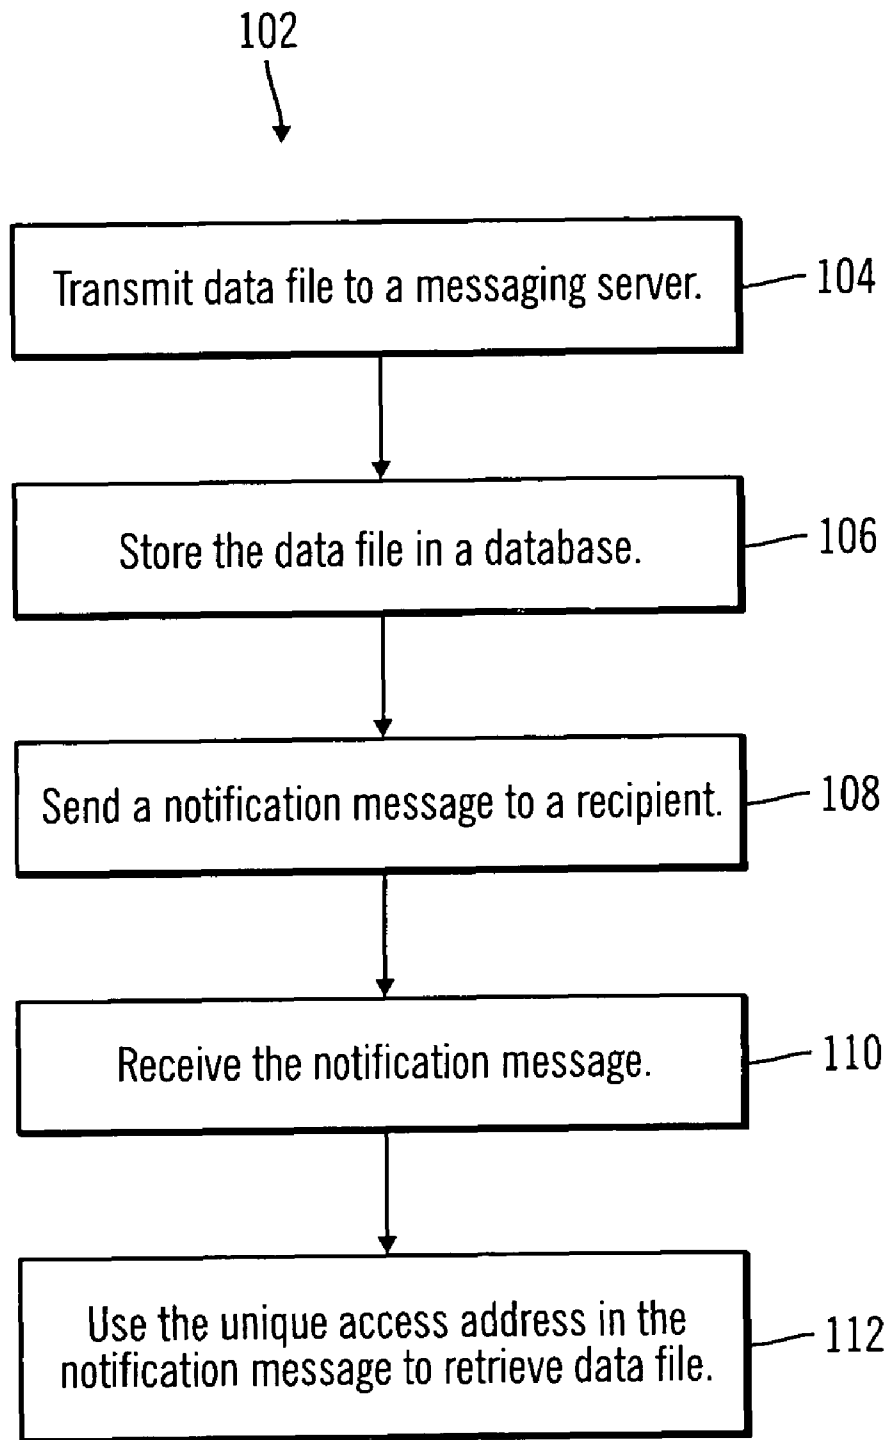 102
Transmit data file to a messaging server.
104
Store the data file in a database.
106
Send a notification message to a recipient.
108
Receive the notification message.
110
Use the unique access address in the
notification message to retrieve data file.
112